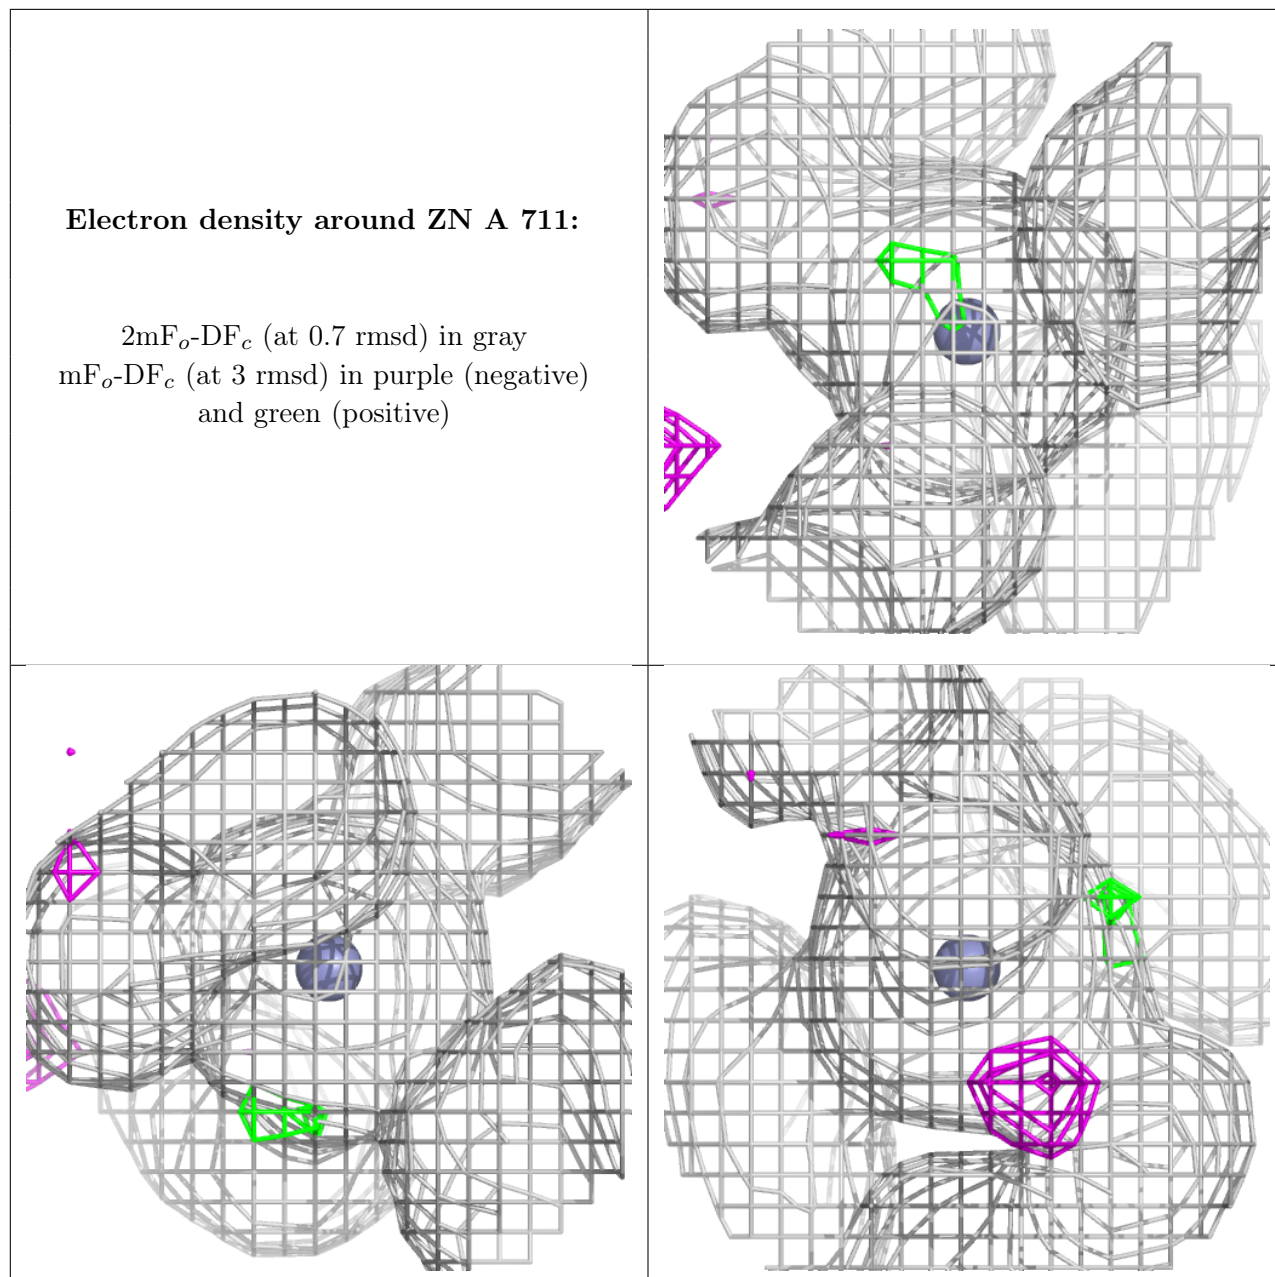 Electron density around ZN A 711:
2mFo-DFc (at 0.7 rmsd) in gray
mFo-DFc (at 3 rmsd) in purple (negative)
and green (positive)